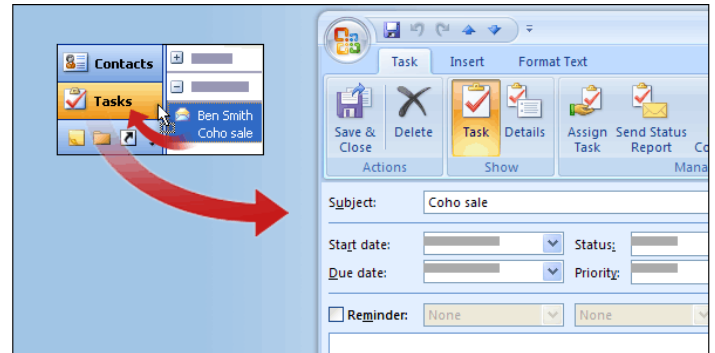 Contacts
Tasks
Ben Smith
Coho sale
Task Insert Format Text
Save & Close
Delete
Task
Details
Assign Task
Send Status Report
Actions
Show
Subject: Coho sale
Start date:
Status:
Due date:
Priority:
Reminder: None None